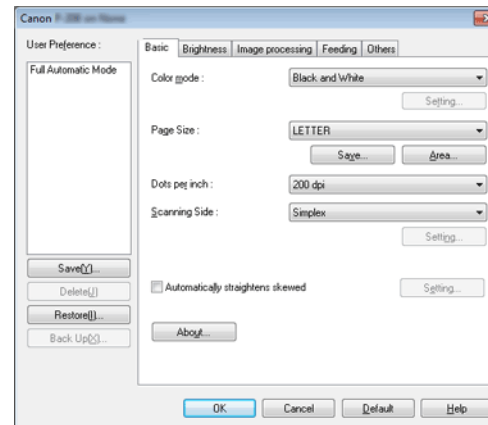 Canon
User Preference :
Full Automatic Mode
Save(Y)...
Delete(J)
Restore(I)...
Back Up(X)...
Basic Brightness Image processing Feeding Others
Color mode : Black and White
Setting...
Page Size : LETTER
Save... Area...
Dots per inch : 200 dpi
Scanning Side : Simplex
Setting...
Automatically straightens skewed Setting...
About...
OK Cancel Default Help